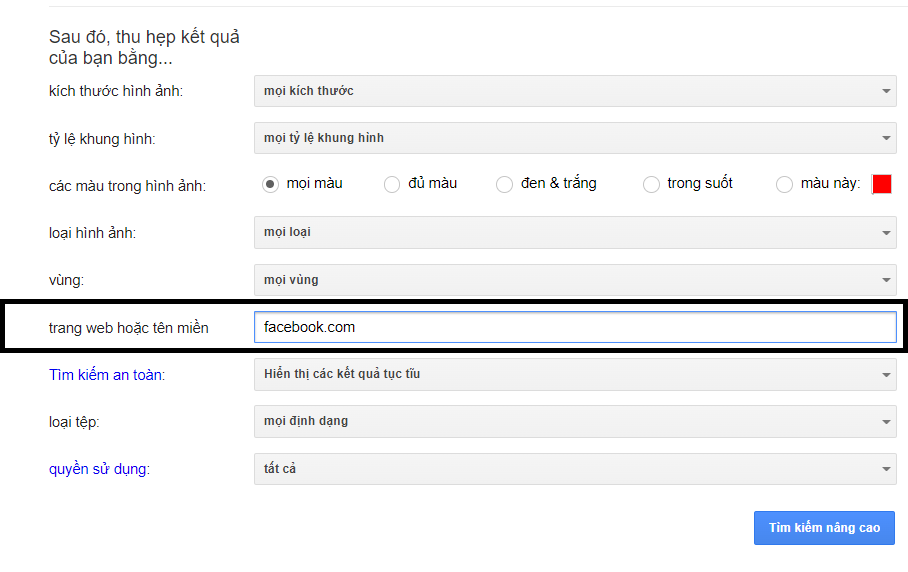 Sau đó, thu hẹp kết quả
của bạn bằng...
kích thước hình ảnh: mọi kích thước
tỷ lệ khung hình: mọi tỷ lệ khung hình
các màu trong hình ảnh: mọi màu đủ màu đen & trắng trong suốt màu này:
loại hình ảnh: mọi loại
vùng: mọi vùng
trang web hoặc tên miền facebook.com
Tìm kiếm an toàn: Hiển thị các kết quả tục tĩu
loại tệp: mọi định dạng
quyền sử dụng: tất cả
Tìm kiếm nâng cao